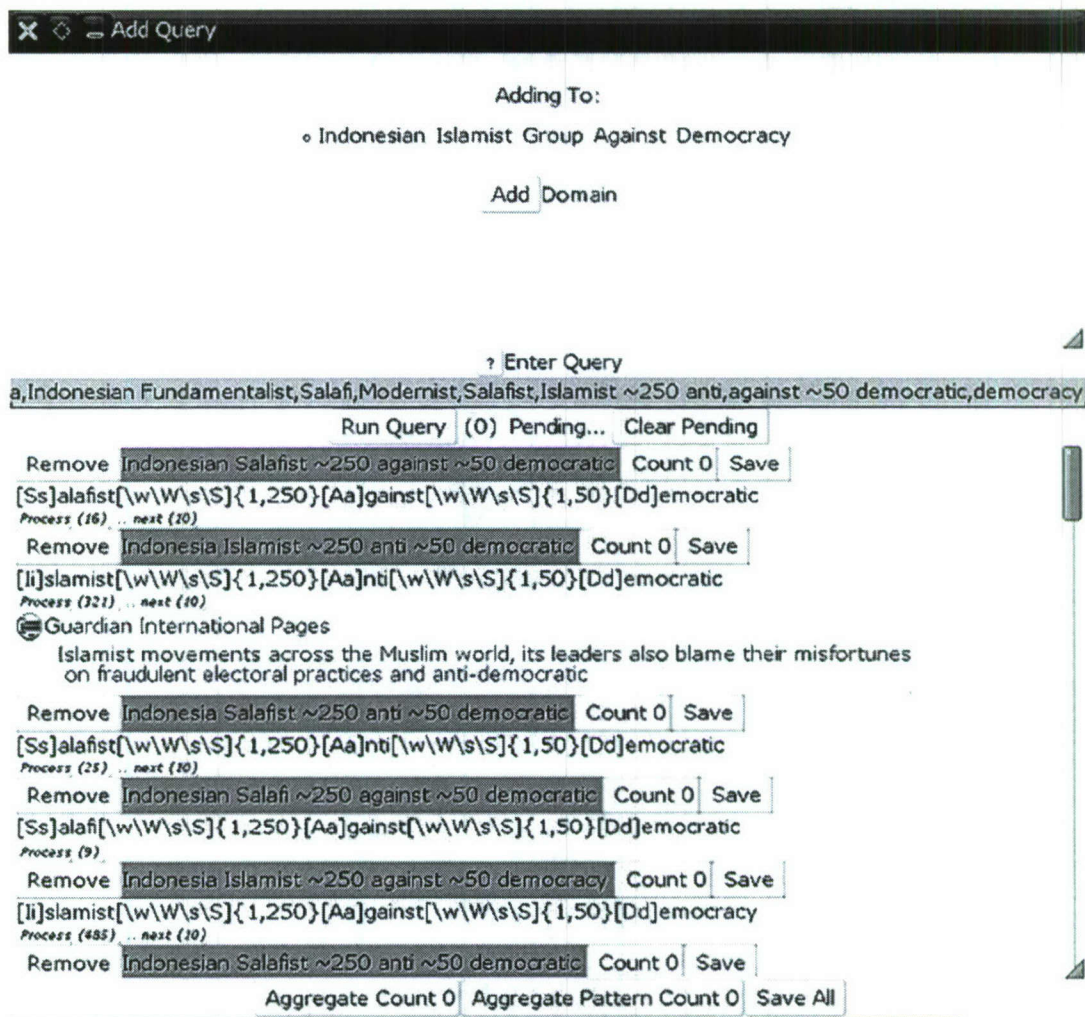 Add Query
Adding To:
Indonesian Islamist Group Against Democracy
Add Domain
? Enter Query
a,Indonesian Fundamentalist,Salafi,Modernist,Salafist,Islamist ~250 anti,against ~50 democratic,democracy
Run Query (0) Pending... Clear Pending
Remove Indonesian Salafist ~250 against ~50 democratic Count 0 Save
[Ss]alafist[\w\W\s\S]{1,250}[Aa]gainst[\w\W\s\S]{1,50}[Dd]emocratic
Process (16) .. next (10)
Remove Indonesia Islamist ~250 anti ~50 democratic Count 0 Save
[Ii]slamist[\w\W\s\S]{1,250}[Aa]nti[\w\W\s\S]{1,50}[Dd]emocratic
Process (321) .. next (10)
Guardian International Pages
Islamist movements across the Muslim world, its leaders also blame their misfortunes
on fraudulent electoral practices and anti-democratic
Remove Indonesia Salafist ~250 anti ~50 democratic Count 0 Save
[Ss]alafist[\w\W\s\S]{1,250}[Aa]nti[\w\W\s\S]{1,50}[Dd]emocratic
Process (25) .. next (10)
Remove Indonesian Salafi ~250 against ~50 democratic Count 0 Save
[Ss]alafi[\w\W\s\S]{1,250}[Aa]gainst[\w\W\s\S]{1,50}[Dd]emocratic
Process (9)
Remove Indonesia Islamist ~250 against ~50 democracy Count 0 Save
[Ii]slamist[\w\W\s\S]{1,250}[Aa]gainst[\w\W\s\S]{1,50}[Dd]emocracy
Process (485) .. next (10)
Remove Indonesian Salafist ~250 anti ~50 democratic Count 0 Save
Aggregate Count 0 Aggregate Pattern Count 0 Save All